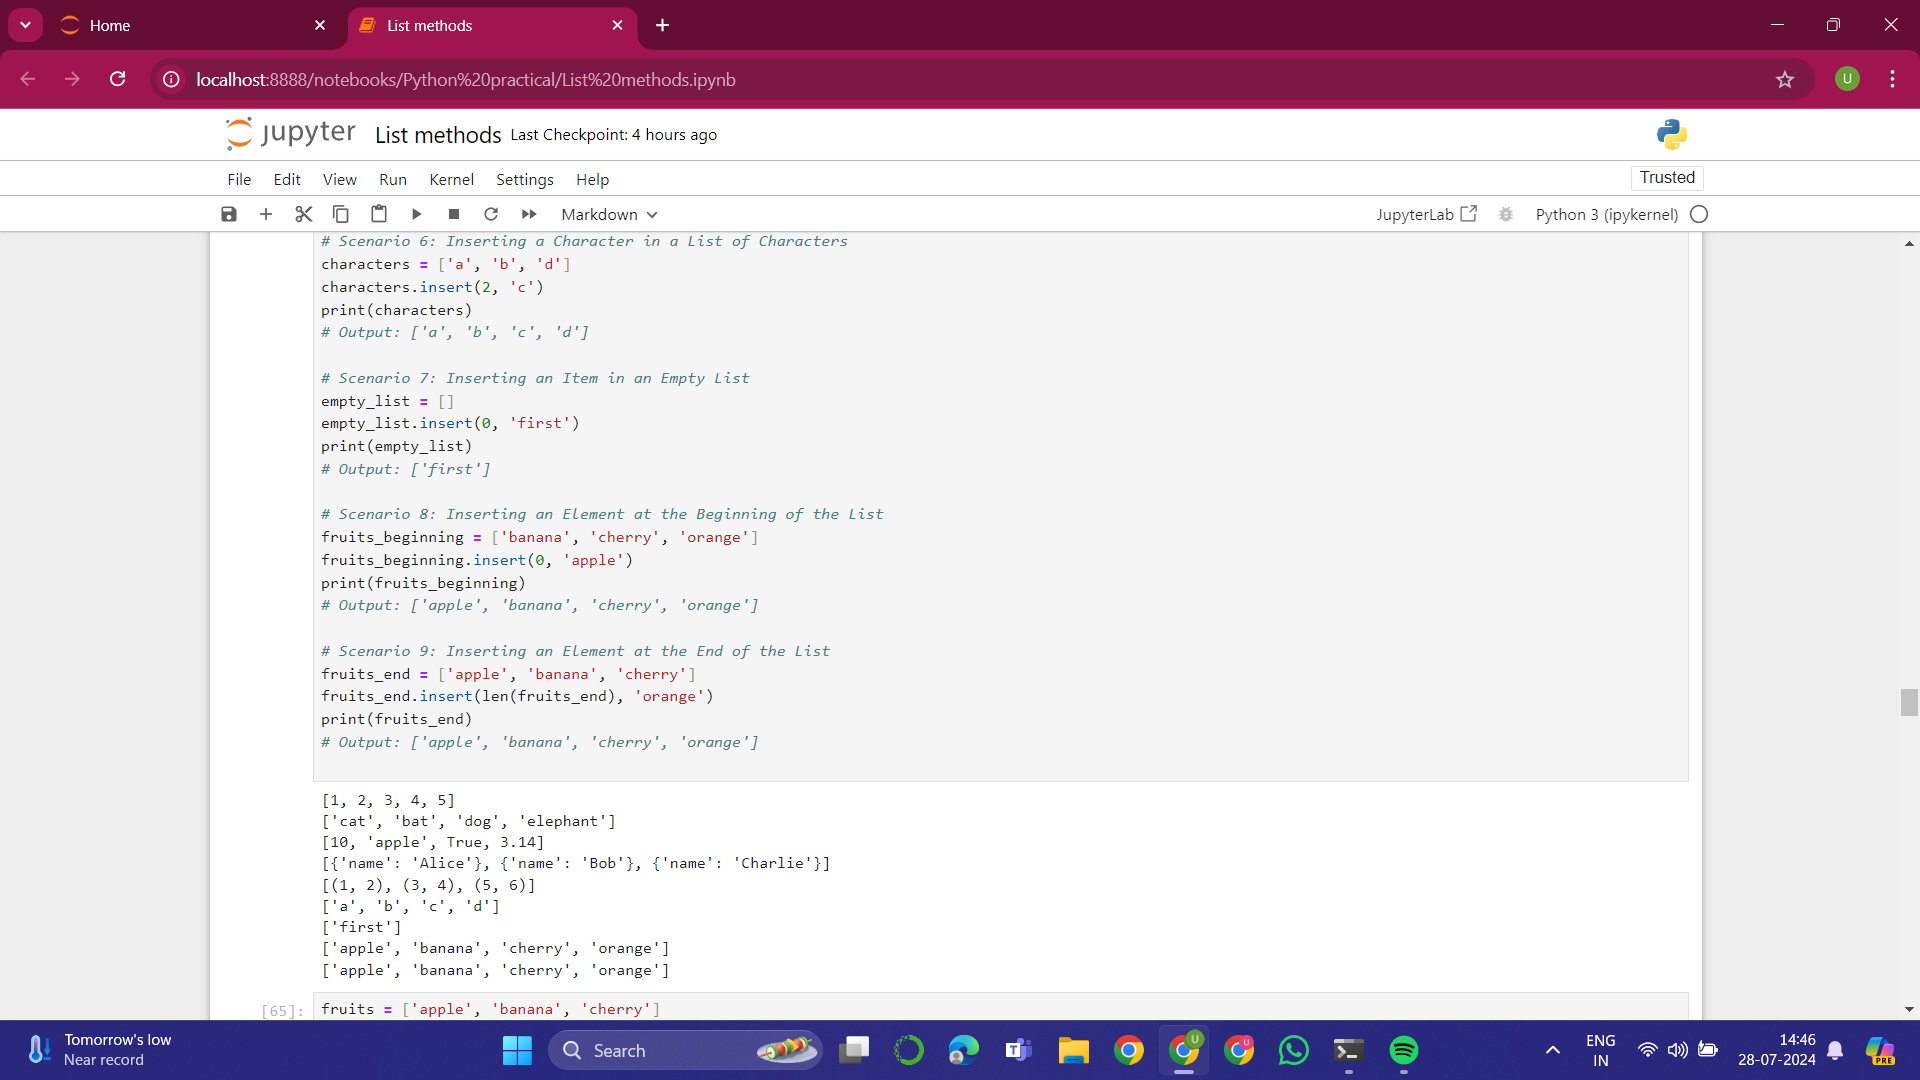 Home
List methods
localhost:8888/notebooks/Python%20practical/List%20methods.ipynb
U
jupyter List methods Last Checkpoint: 4 hours ago
File Edit View Run Kernel Settings Help
Trusted
Markdown
JupyterLab
Python 3 (ipykernel)
# Scenario 6: Inserting a Character in a List of Characters
characters = ['a', 'b', 'd']
characters.insert(2, 'c')
print(characters)
# Output: ['a', 'b', 'c', 'd']
# Scenario 7: Inserting an Item in an Empty List
empty_list = []
empty_list.insert(0, 'first')
print(empty_list)
# Output: ['first']
# Scenario 8: Inserting an Element at the Beginning of the List
fruits_beginning = ['banana', 'cherry', 'orange']
fruits_beginning.insert(0, 'apple')
print(fruits_beginning)
# Output: ['apple', 'banana', 'cherry', 'orange']
# Scenario 9: Inserting an Element at the End of the List
fruits_end = ['apple', 'banana', 'cherry']
fruits_end.insert(len(fruits_end), 'orange')
print(fruits_end)
# Output: ['apple', 'banana', 'cherry', 'orange']
[1, 2, 3, 4, 5]
['cat', 'bat', 'dog', 'elephant']
[10, 'apple', True, 3.14]
[{'name': 'Alice'}, {'name': 'Bob'}, {'name': 'Charlie'}]
[(1, 2), (3, 4), (5, 6)]
['a', 'b', 'c', 'd']
['first']
['apple', 'banana', 'cherry', 'orange']
['apple', 'banana', 'cherry', 'orange']
[65]: fruits = ['apple', 'banana', 'cherry']
Tomorrow's low
Near record
Search
ENG
IN
14:46
28-07-2024
PRE